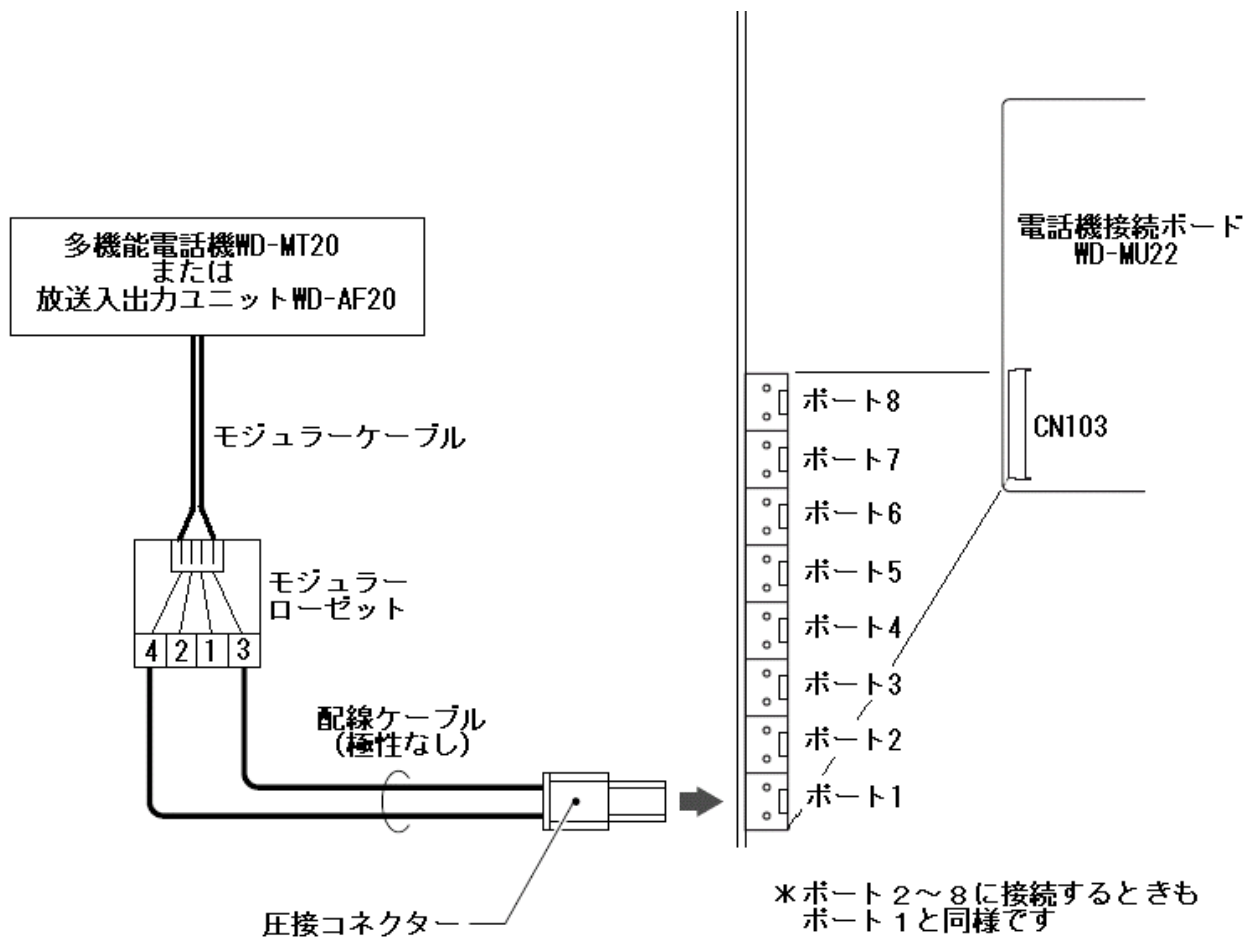 多機能電話機WD-MT20
または
放送入出力ユニットWD-AF20
モジュラーケーブル
モジュラー
ローゼット
4 2 1 3
配線ケーブル
(極性なし)
圧接コネクター
電話機接続ボード
WD-MU22
CN103
ポート8
ポート7
ポート6
ポート5
ポート4
ポート3
ポート2
ポート1
*ポート2～8に接続するときも
ポート1と同様です